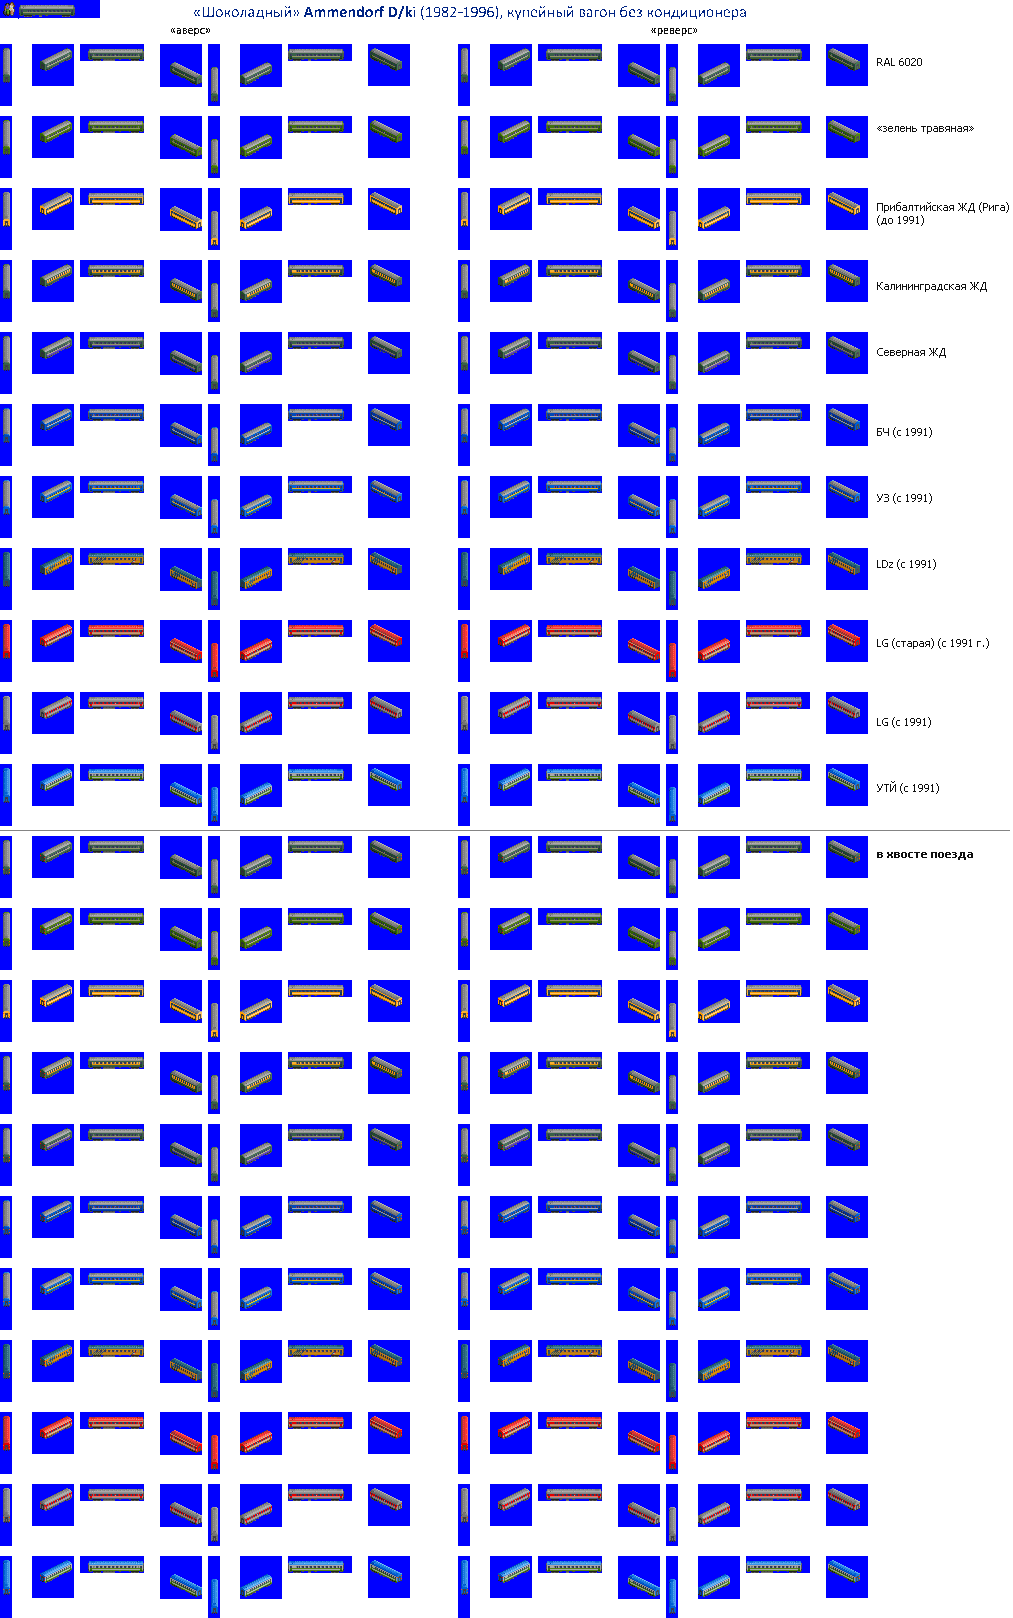 «Шоколадный» Ammendorf D/ki (1982-1996), купейный вагон без кондиционера
«аверс» «реверс»
RAL 6020
«зелень травяная»
Прибалтийская ЖД (Рига)
(до 1991)
Калининградская ЖД
Северная ЖД
БЧ (с 1991)
УЗ (с 1991)
LDz (с 1991)
LG (старая) (с 1991 г.)
LG (с 1991)
УТЙ (с 1991)
в хвосте поезда